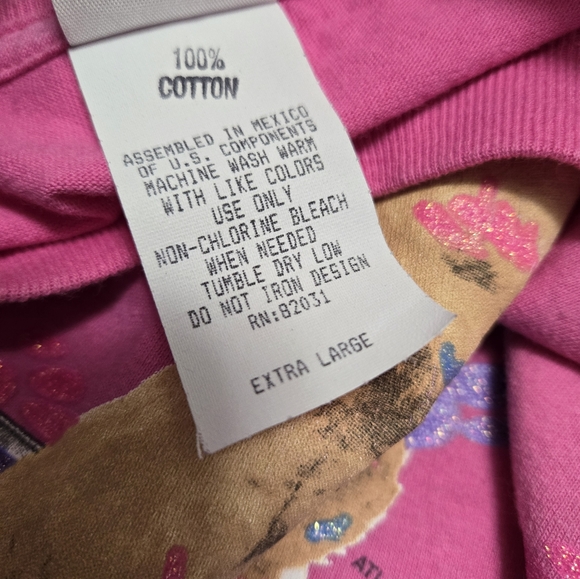 100%
COTTON
ASSEMBLED IN MEXICO
OF U.S. COMPONENTS
MACHINE WASH WARM
WITH LIKE COLORS
USE ONLY
NON-CHLORINE BLEACH
WHEN NEEDED
TUMBLE DRY LOW
DO NOT IRON DESIGN
RN:82031
EXTRA LARGE